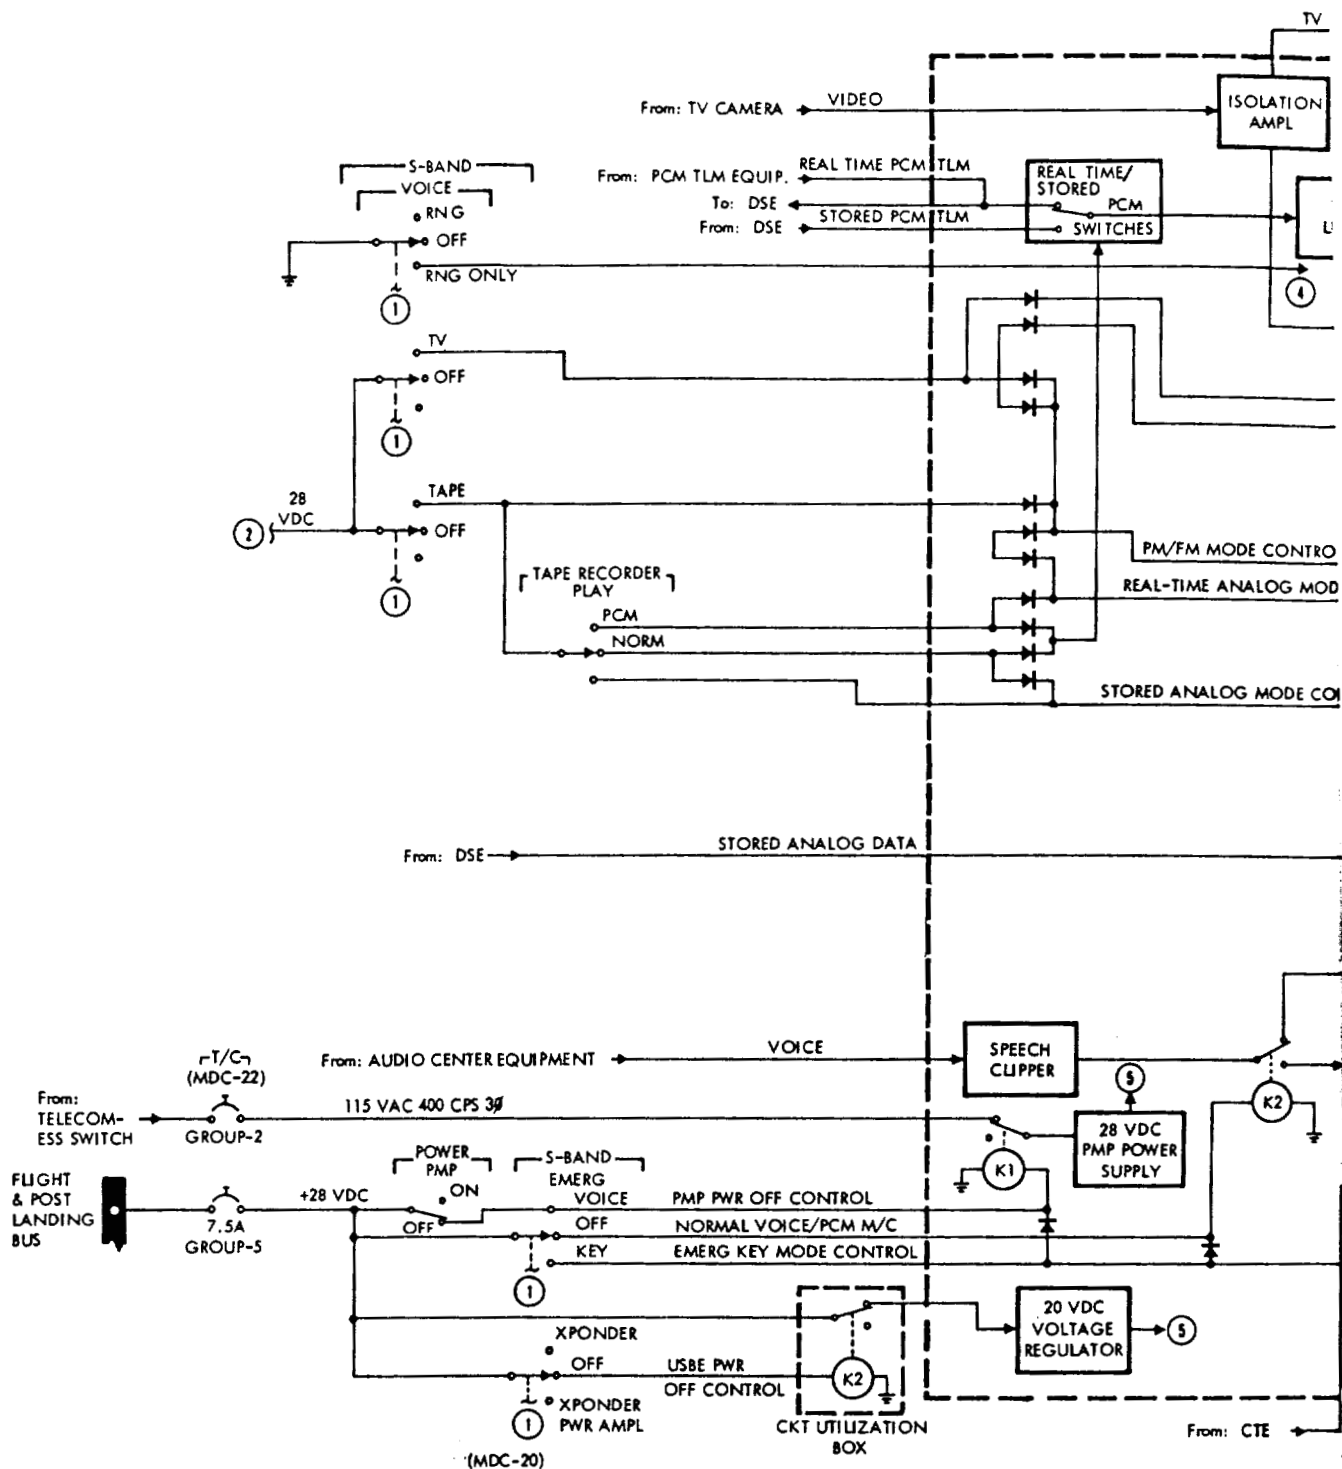 TV
From: TV CAMERA
VIDEO
ISOLATION
AMPL
S-BAND
VOICE
RNG
OFF
RNG ONLY
1
From: PCM TLM EQUIP.
REAL TIME PCM TLM
To: DSE
From: DSE
STORED PCM TLM
REAL TIME/
STORED
PCM
SWITCHES
4
TV
OFF
1
2
28
VDC
TAPE
OFF
1
TAPE RECORDER
PLAY
PCM
NORM
PM/FM MODE CONTRO
REAL-TIME ANALOG MOD
STORED ANALOG MODE CO
From: DSE
STORED ANALOG DATA
From: AUDIO CENTER EQUIPMENT
VOICE
SPEECH
CLIPPER
K2
T/C
(MDC-22)
From:
TELECOM-
ESS SWITCH
GROUP-2
115 VAC 400 CPS 3Ø
K1
28 VDC
PMP POWER
SUPPLY
5
FLIGHT
& POST
LANDING
BUS
7.5A
GROUP-5
+28 VDC
POWER
PMP
ON
OFF
S-BAND
EMERG
VOICE
OFF
KEY
1
PMP PWR OFF CONTROL
NORMAL VOICE/PCM M/C
EMERG KEY MODE CONTROL
20 VDC
VOLTAGE
REGULATOR
5
XPONDER
OFF
XPONDER
PWR AMPL
1
(MDC-20)
USBE PWR
OFF CONTROL
K2
CKT UTILIZATION
BOX
From: CTE